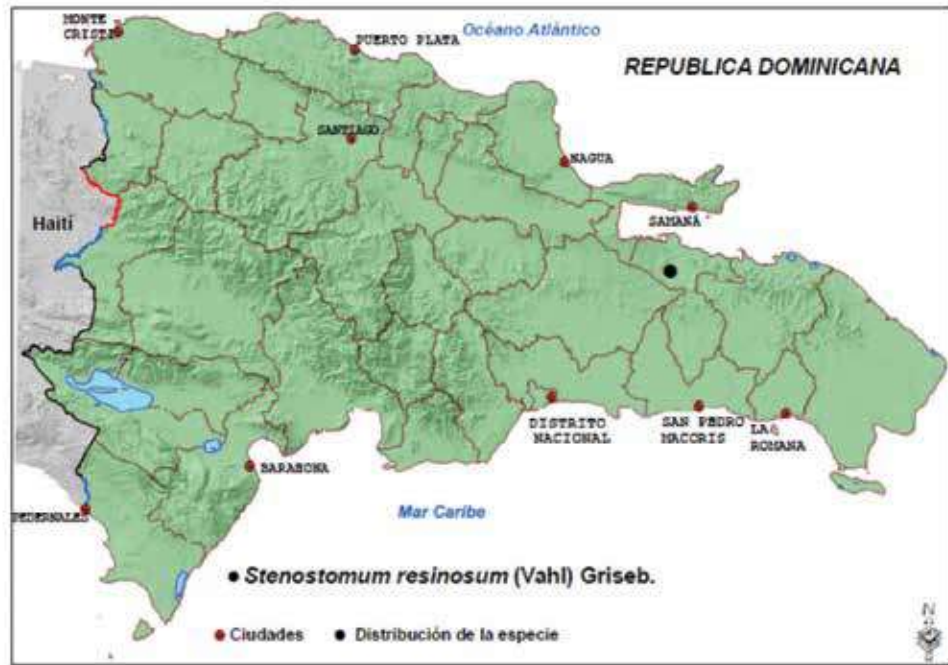 MONTE -
CRISTI
PUERTO PLATA
Océano Atlántico
REPUBLICA DOMINICANA
SANTIAGO
NAGUA
Haití
SAMANÁ
DISTRITO
NACIONAL
SAN PEDRO
MACORIS
LA
ROMANA
BARAHONA
PEDERNALES
Mar Caribe
Stenostomum resinosum (Vahl) Griseb.
Ciudades
Distribución de la especie
N